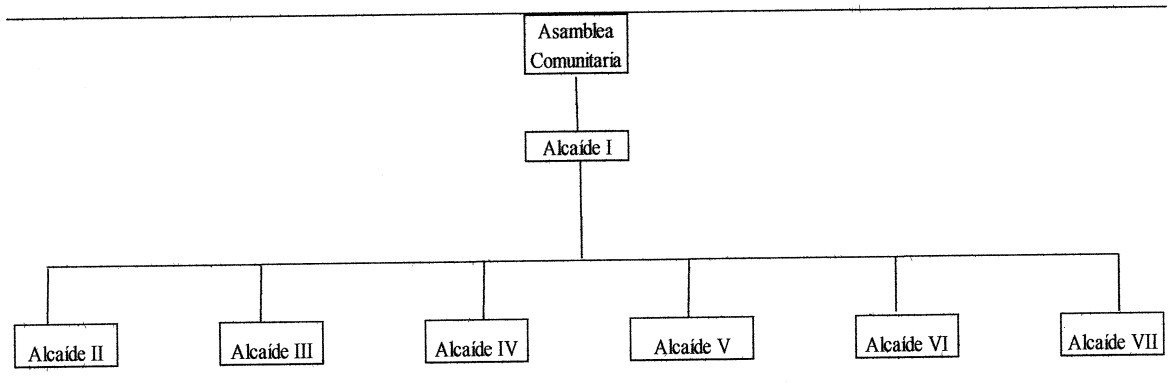 Asamblea
Comunitaria
Alcaíde I
Alcaíde II
Alcaíde III
Alcaíde IV
Alcaíde V
Alcaíde VI
Alcaíde VII